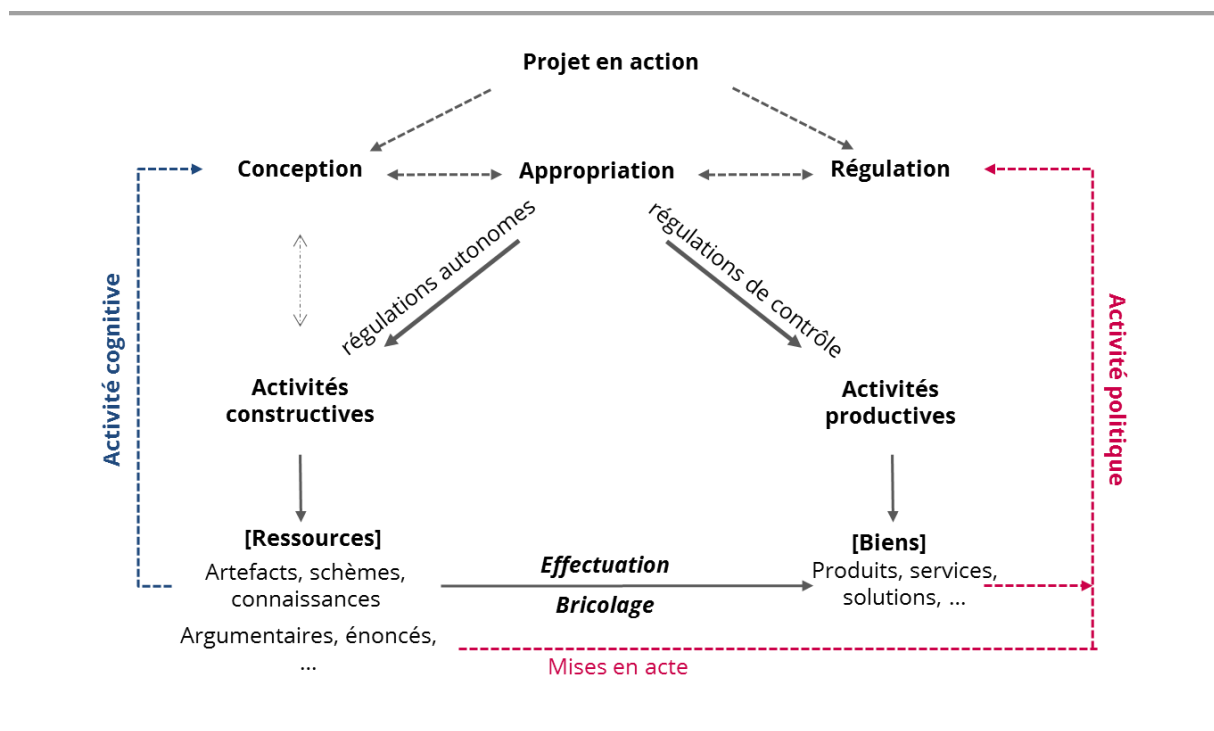 Projet en action
Conception
Appropriation
Régulation
régulations autonomes
régulations de contrôle
Activité cognitive
Activité politique
Activités
constructives
Activités
productives
[Ressources]
Artefacts, schèmes,
connaissances
Argumentaires, énoncés,
...
Effectuation
Bricolage
[Biens]
Produits, services,
solutions, ...
Mises en acte